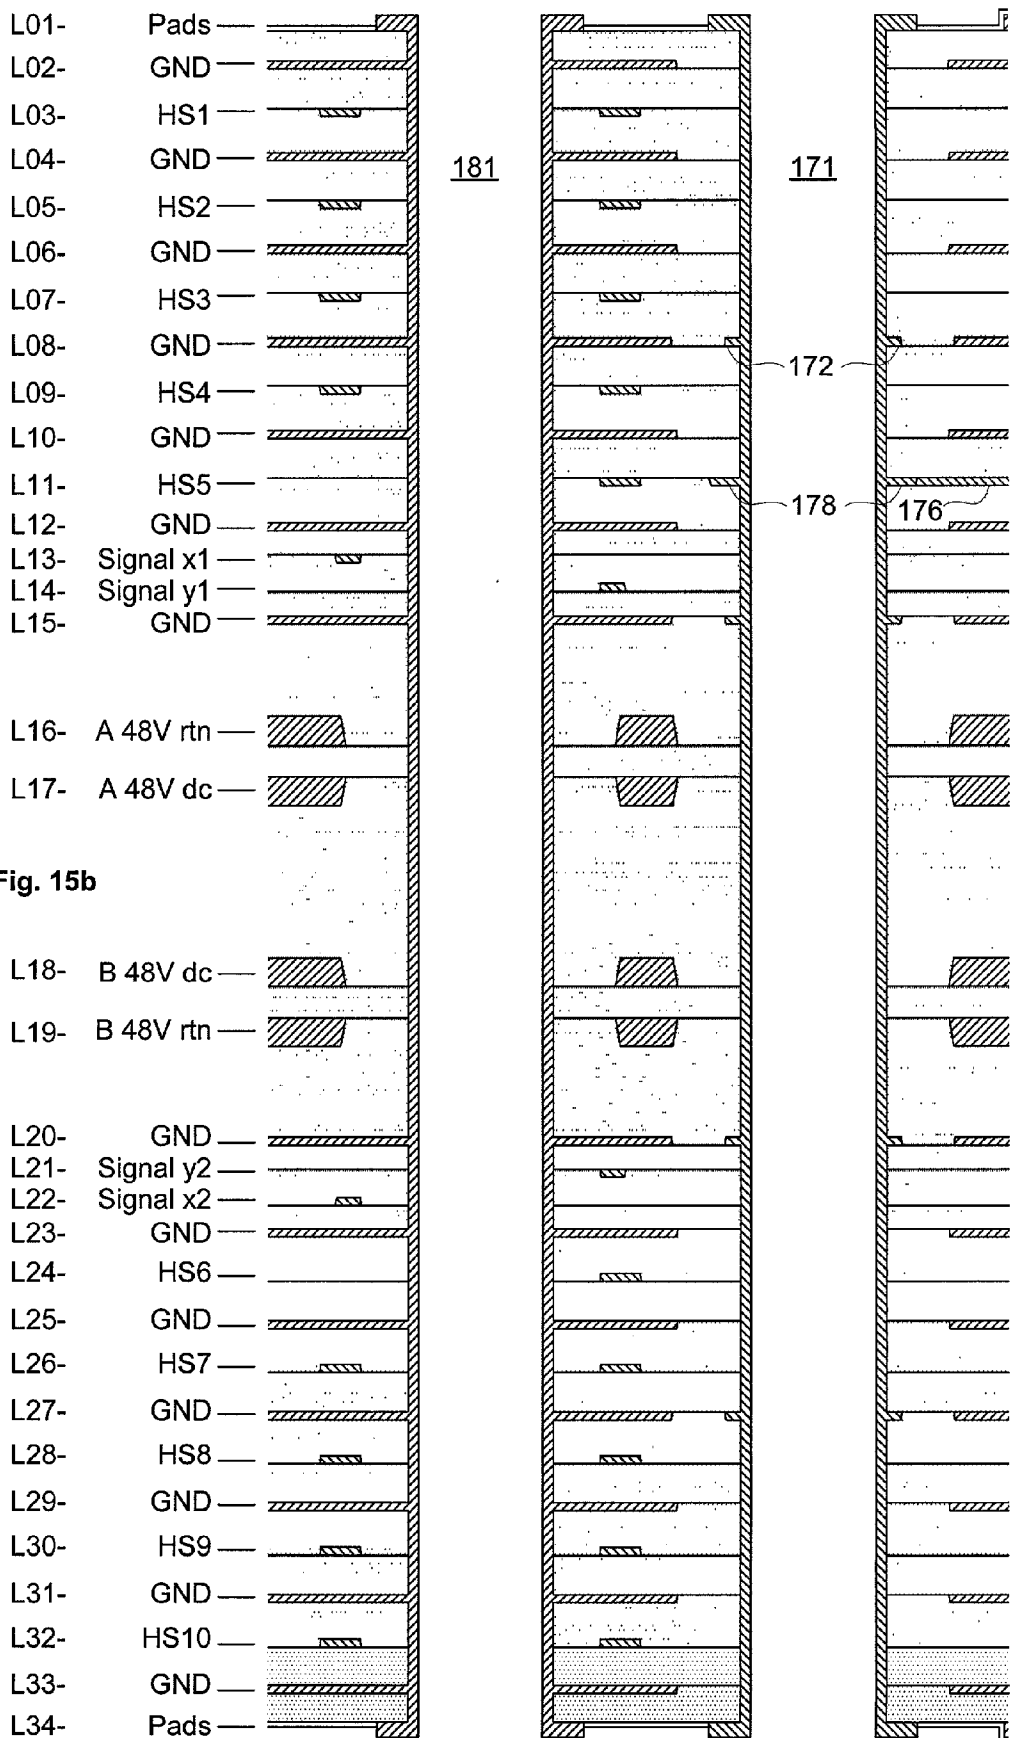 L01- Pads
L02- GND
L03- HS1
L04- GND
181
171
L05- HS2
L06- GND
L07- HS3
L08- GND
172
L09- HS4
L10- GND
L11- HS5
178
176
L12- GND
L13- Signal x1
L14- Signal y1
L15- GND
L16- A 48V rtn
L17- A 48V dc
Fig. 15b
L18- B 48V dc
L19- B 48V rtn
L20- GND
L21- Signal y2
L22- Signal x2
L23- GND
L24- HS6
L25- GND
L26- HS7
L27- GND
L28- HS8
L29- GND
L30- HS9
L31- GND
L32- HS10
L33- GND
L34- Pads